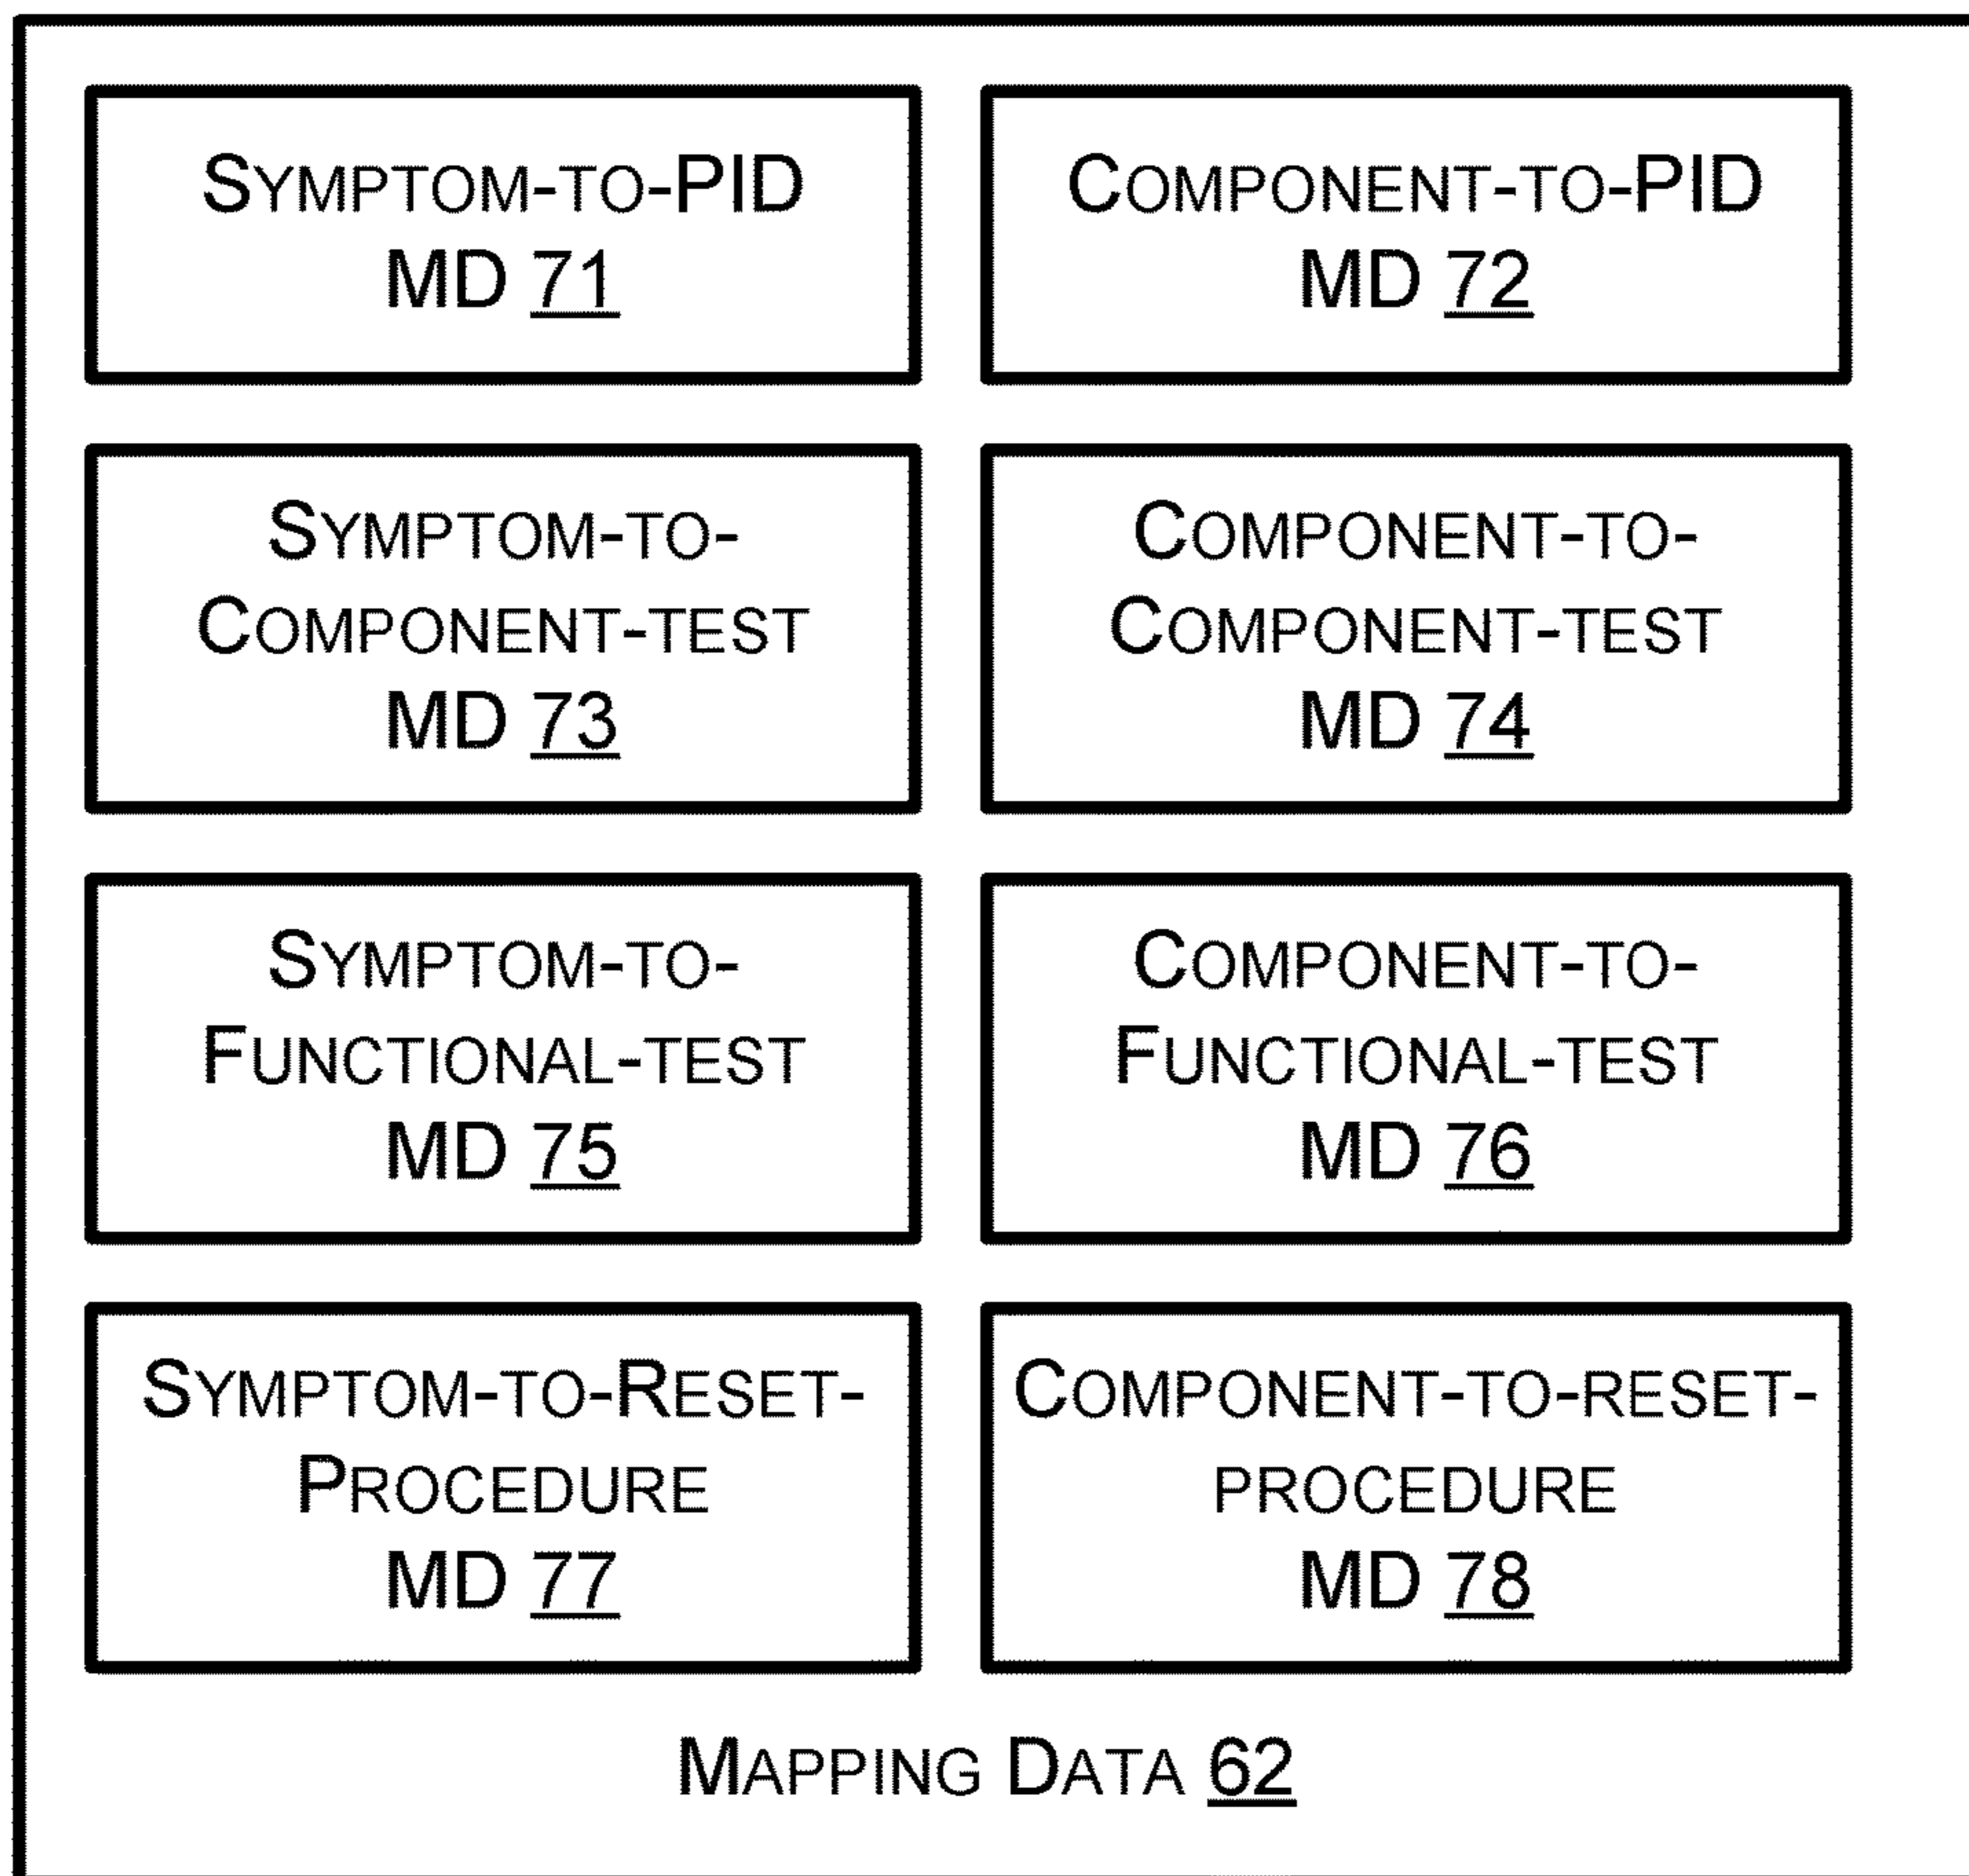 Symptom-to-PID
MD 71
Component-to-PID
MD 72
Symptom-to-
Component-test
MD 73
Component-to-
Component-test
MD 74
Symptom-to-
Functional-test
MD 75
Component-to-
Functional-test
MD 76
Symptom-to-Reset-
Procedure
MD 77
Component-to-reset-
procedure
MD 78
Mapping Data 62